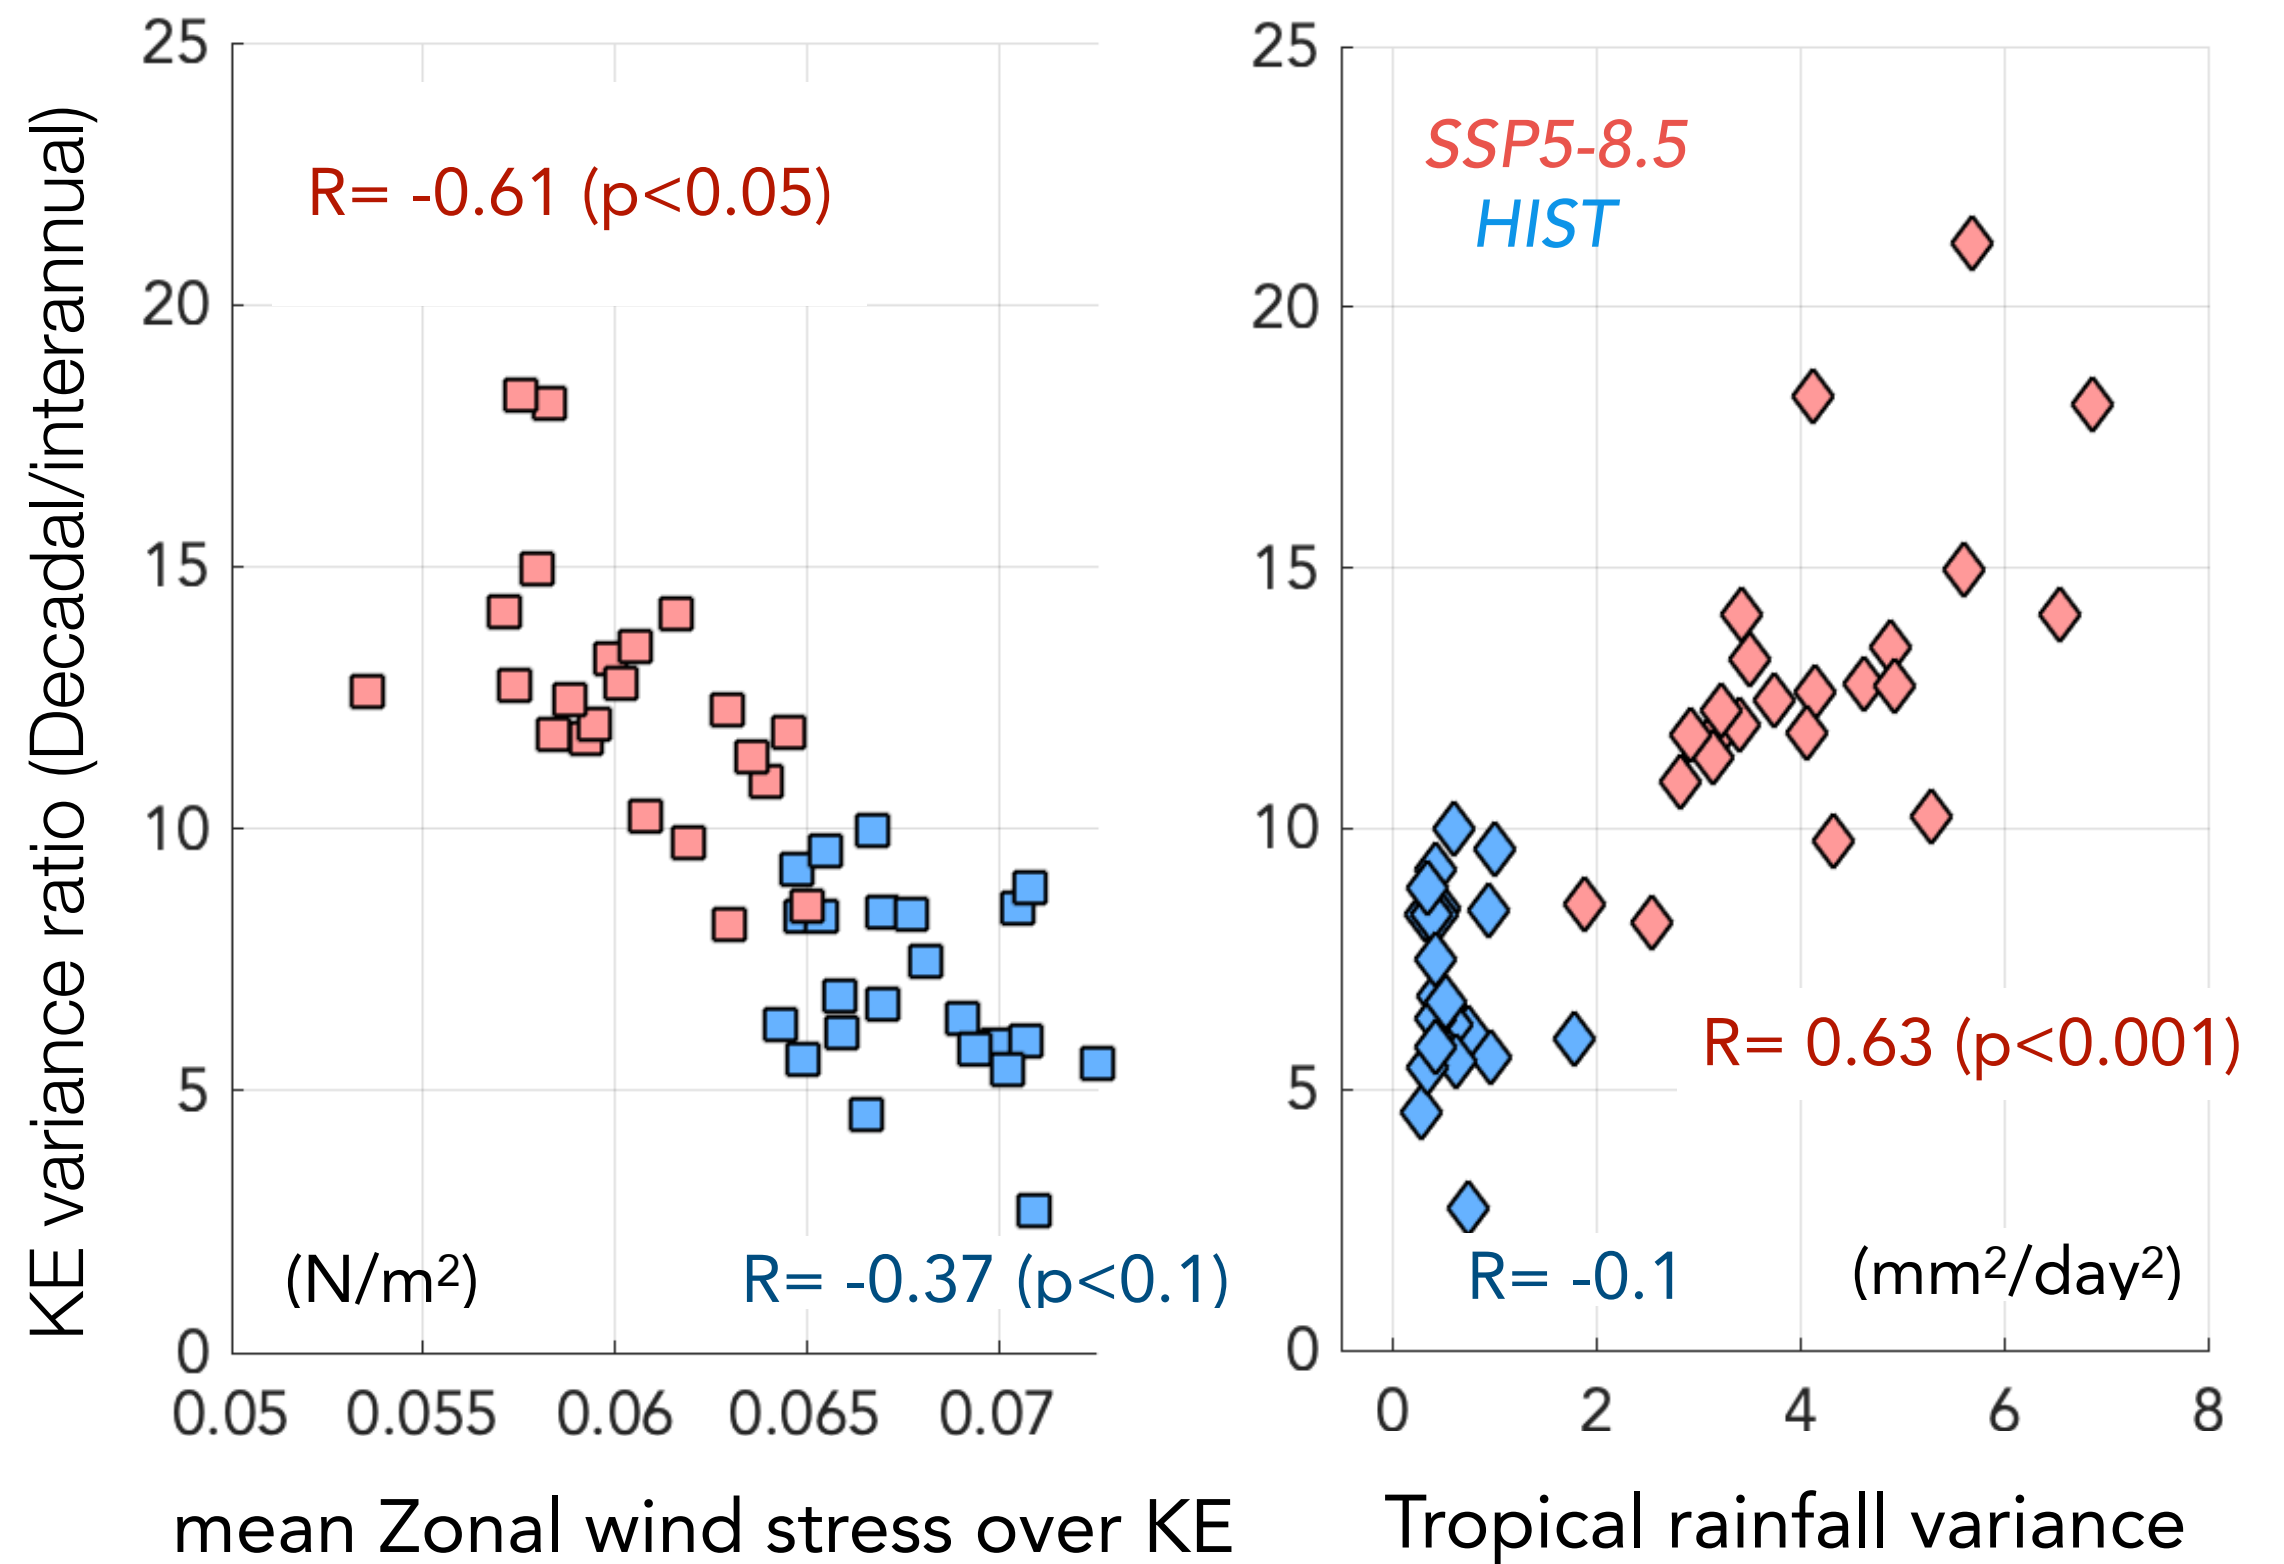 KE variance ratio (Decadal/interannual)
25
20
15
10
5
0
R= -0.61 (p<0.05)
(N/m²)
R= -0.37 (p<0.1)
0.05 0.055 0.06 0.065 0.07
mean Zonal wind stress over KE
25
20
15
10
5
0
SSP5-8.5
HIST
R= 0.63 (p<0.001)
R= -0.1
(mm²/day²)
0 2 4 6 8
Tropical rainfall variance